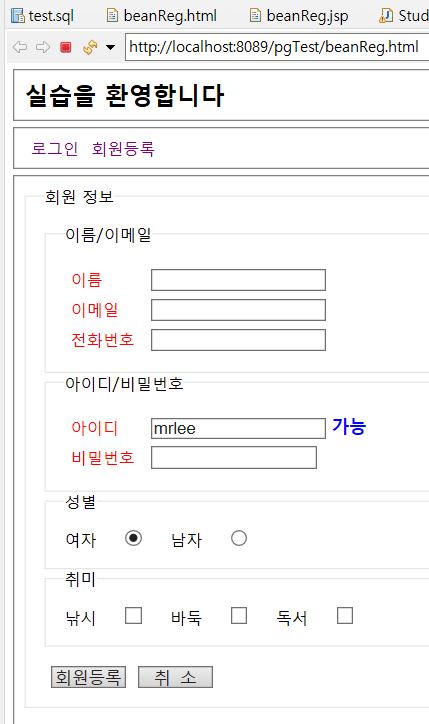 test.sql beanReg.html beanReg.jsp Stud
http://localhost:8089/pgTest/beanReg.html
실습을 환영합니다
로그인 회원등록
회원 정보
이름/이메일
이름
이메일
전화번호
아이디/비밀번호
아이디 mrlee 가능
비밀번호
성별
여자 남자
취미
낚시 바둑 독서
회원등록 취 소